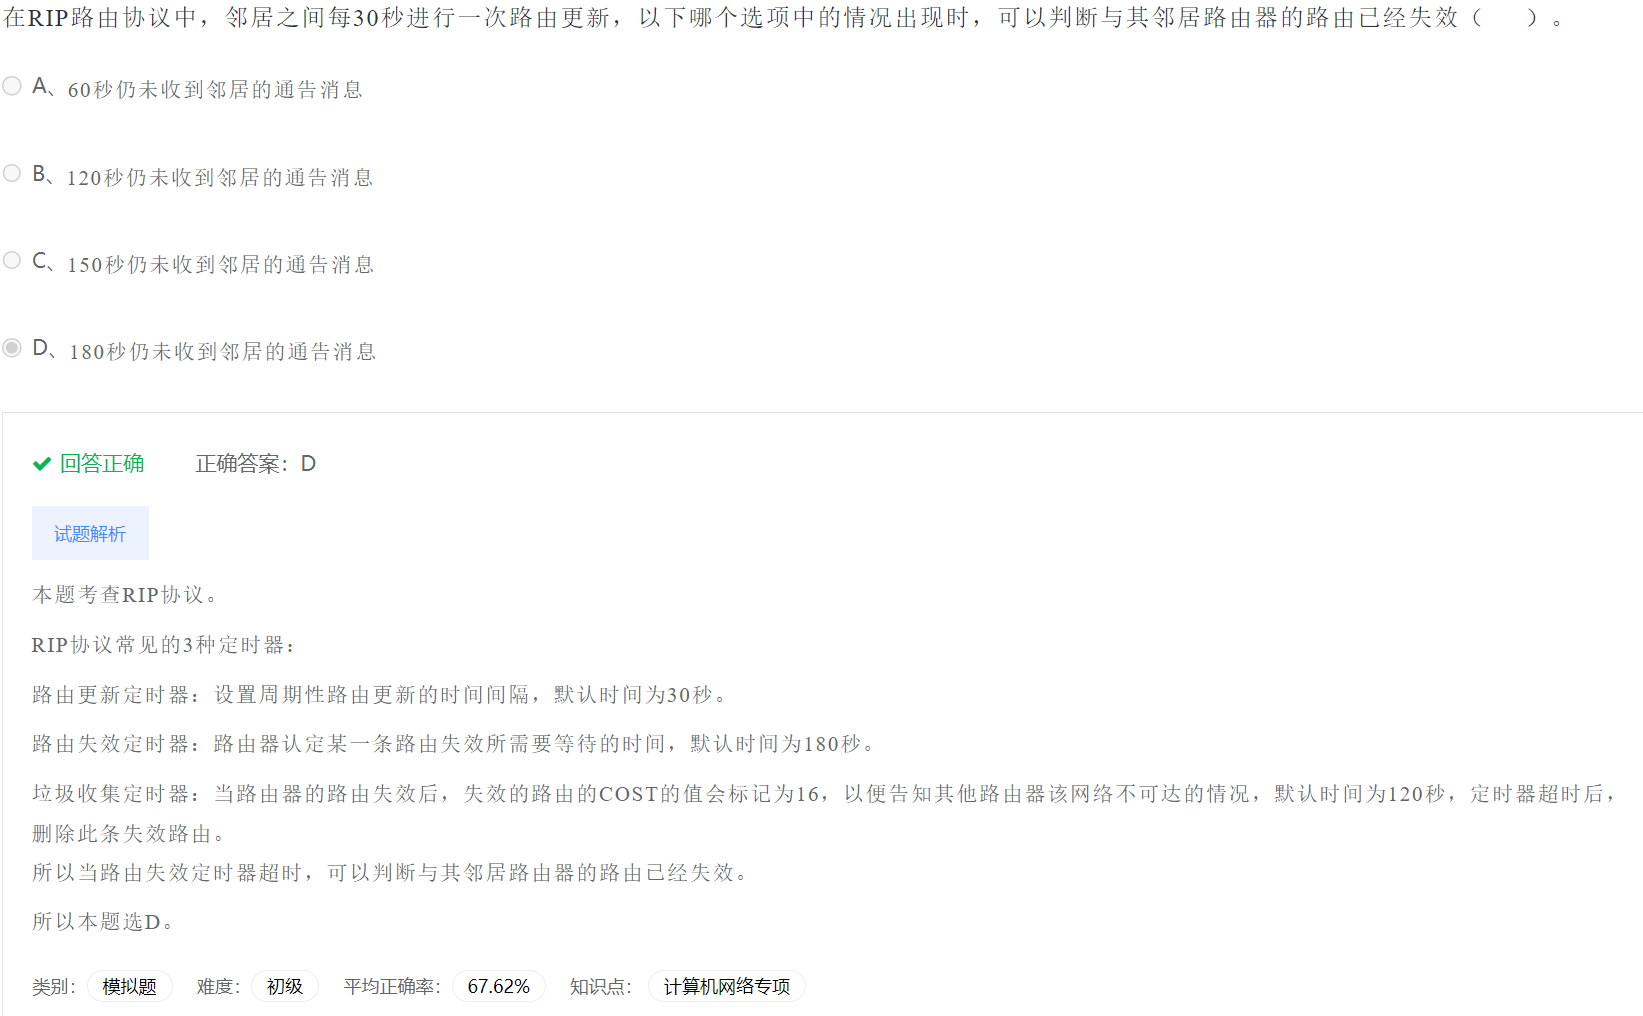 在RIP路由协议中，邻居之间每30秒进行一次路由更新，以下哪个选项中的情况出现时，可以判断与其邻居路由器的路由已经失效（　　）。
A、60秒仍未收到邻居的通告消息
B、120秒仍未收到邻居的通告消息
C、150秒仍未收到邻居的通告消息
D、180秒仍未收到邻居的通告消息
回答正确 正确答案：D
试题解析
本题考查RIP协议。
RIP协议常见的3种定时器：
路由更新定时器：设置周期性路由更新的时间间隔，默认时间为30秒。
路由失效定时器：路由器认定某一条路由失效所需要等待的时间，默认时间为180秒。
垃圾收集定时器：当路由器的路由失效后，失效的路由的COST的值会标记为16，以便告知其他路由器该网络不可达的情况，默认时间为120秒，定时器超时后，
删除此条失效路由。
所以当路由失效定时器超时，可以判断与其邻居路由器的路由已经失效。
所以本题选D。
类别： 模拟题 难度： 初级 平均正确率： 67.62% 知识点： 计算机网络专项